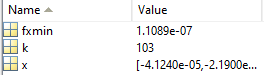 Name Value
fxmin 1.1089e-07
k 103
x [-4.1240e-05,-2.1900e...